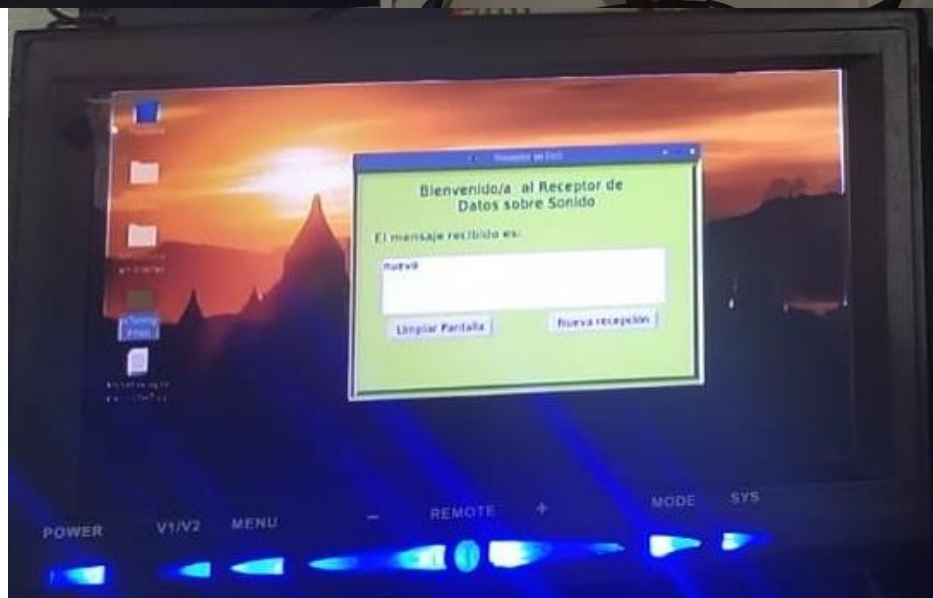 Bienvenido/a al Receptor de
Datos sobre Sonido
El mensaje recibido es:
nueva
Limpiar Pantalla
Nueva recepción
POWER
V1/V2
MENU
-
REMOTE
+
MODE
SYS